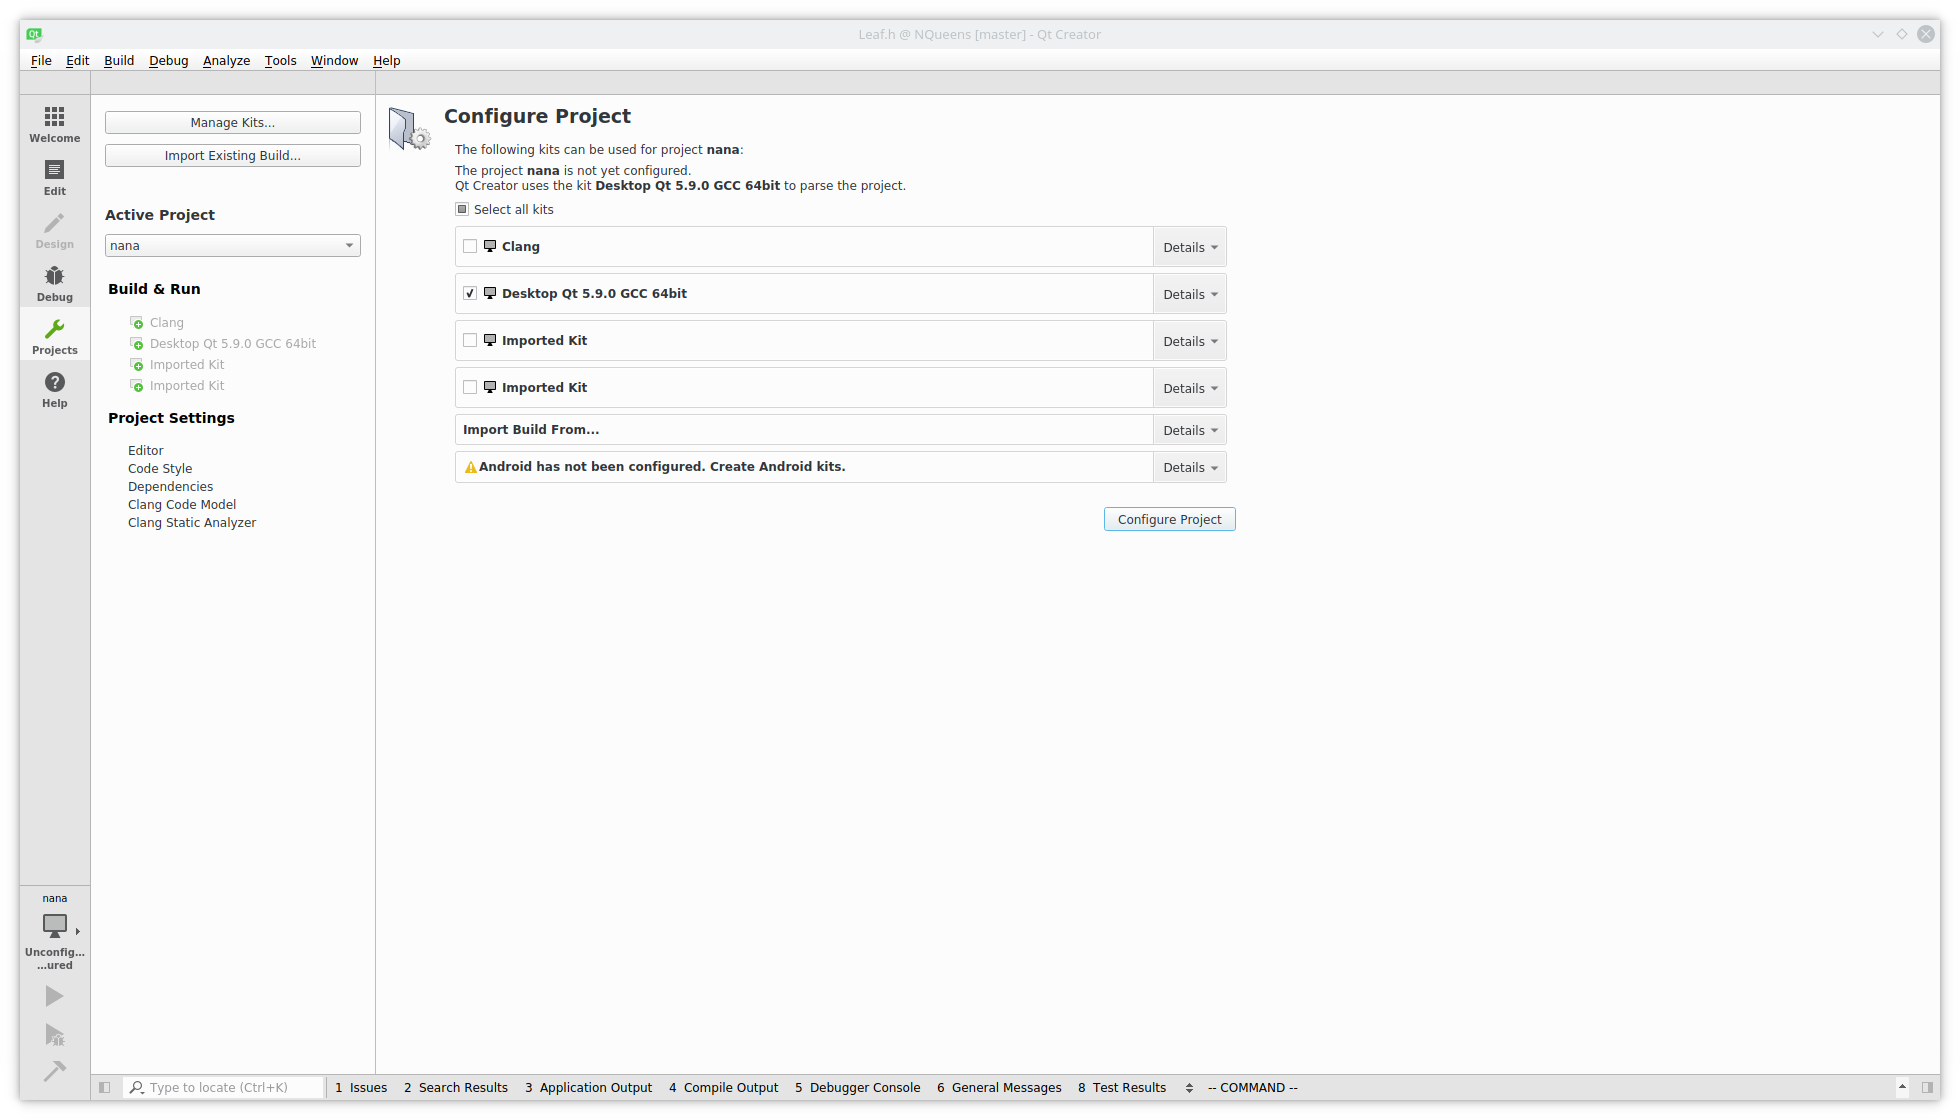 Qt
Leaf.h @ NQueens [master] - Qt Creator
File Edit Build Debug Analyze Tools Window Help
Welcome
Edit
Design
Debug
Projects
Help
Manage Kits...
Import Existing Build...
Active Project
nana
Build & Run
Clang
Desktop Qt 5.9.0 GCC 64bit
Imported Kit
Imported Kit
Project Settings
Editor
Code Style
Dependencies
Clang Code Model
Clang Static Analyzer
Configure Project
The following kits can be used for project nana:
The project nana is not yet configured.
Qt Creator uses the kit Desktop Qt 5.9.0 GCC 64bit to parse the project.
Select all kits
Clang Details
Desktop Qt 5.9.0 GCC 64bit Details
Imported Kit Details
Imported Kit Details
Import Build From... Details
Android has not been configured. Create Android kits. Details
Configure Project
nana
Unconfig...
...ured
Type to locate (Ctrl+K) 1 Issues 2 Search Results 3 Application Output 4 Compile Output 5 Debugger Console 6 General Messages 8 Test Results -- COMMAND --